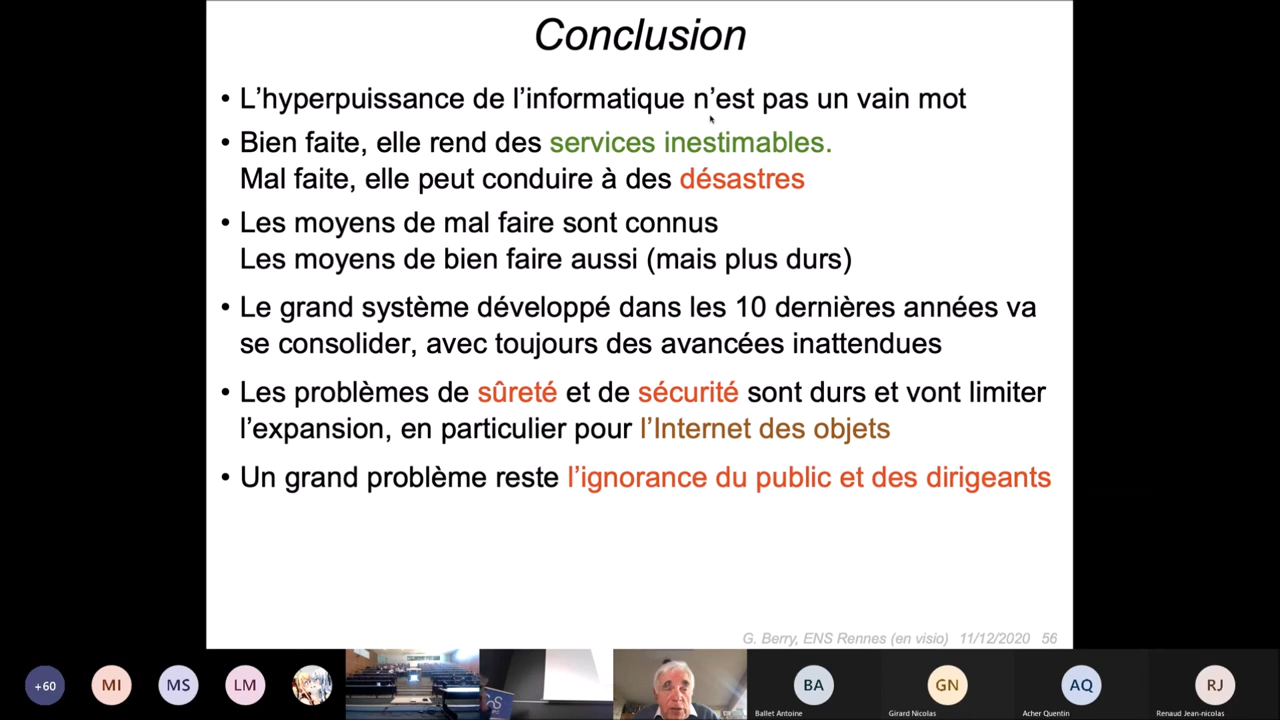 Conclusion
• L’hyperpuissance de l’informatique n’est pas un vain mot
• Bien faite, elle rend des services inestimables.
Mal faite, elle peut conduire à des désastres
• Les moyens de mal faire sont connus
Les moyens de bien faire aussi (mais plus durs)
• Le grand système développé dans les 10 dernières années va
se consolider, avec toujours des avancées inattendues
• Les problèmes de sûreté et de sécurité sont durs et vont limiter
l’expansion, en particulier pour l’Internet des objets
• Un grand problème reste l’ignorance du public et des dirigeants
G. Berry, ENS Rennes (en visio) 11/12/2020 56
+60 MI MS LM BA GN AQ RJ
Ballet Antoine Girard Nicolas Acher Quentin Renaud Jean-nicolas